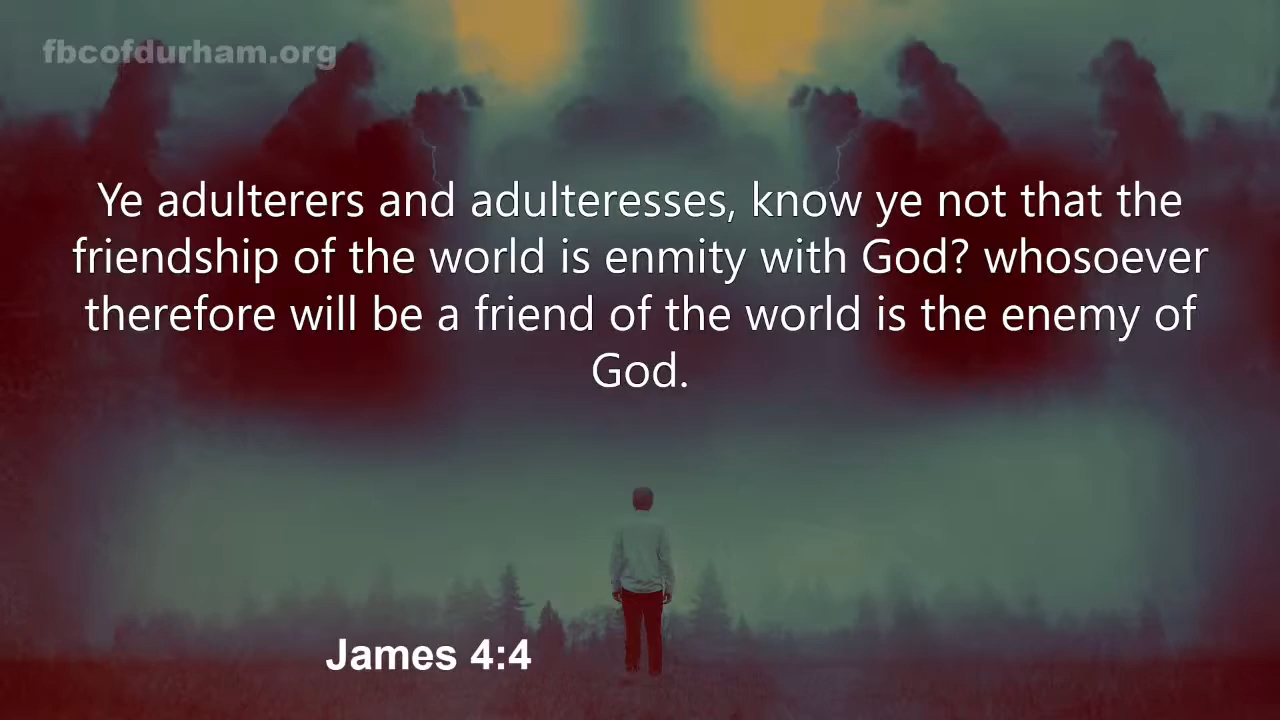 fbcofdurham.org
Ye adulterers and adulteresses, know ye not that the
friendship of the world is enmity with God? whosoever
therefore will be a friend of the world is the enemy of
God.
James 4:4